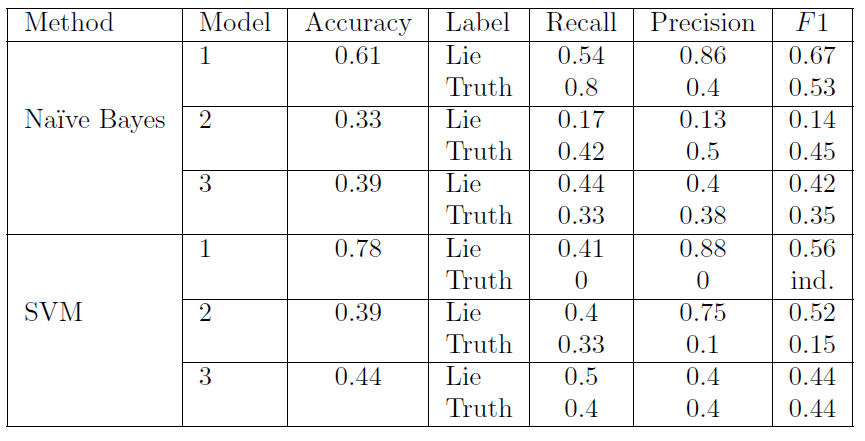 Method Model Accuracy Label Recall Precision F1
1 0.61 Lie 0.54 0.86 0.67
Truth 0.8 0.4 0.53
Naïve Bayes 2 0.33 Lie 0.17 0.13 0.14
Truth 0.42 0.5 0.45
3 0.39 Lie 0.44 0.4 0.42
Truth 0.33 0.38 0.35
1 0.78 Lie 0.41 0.88 0.56
Truth 0 0 ind.
SVM 2 0.39 Lie 0.4 0.75 0.52
Truth 0.33 0.1 0.15
3 0.44 Lie 0.5 0.4 0.44
Truth 0.4 0.4 0.44